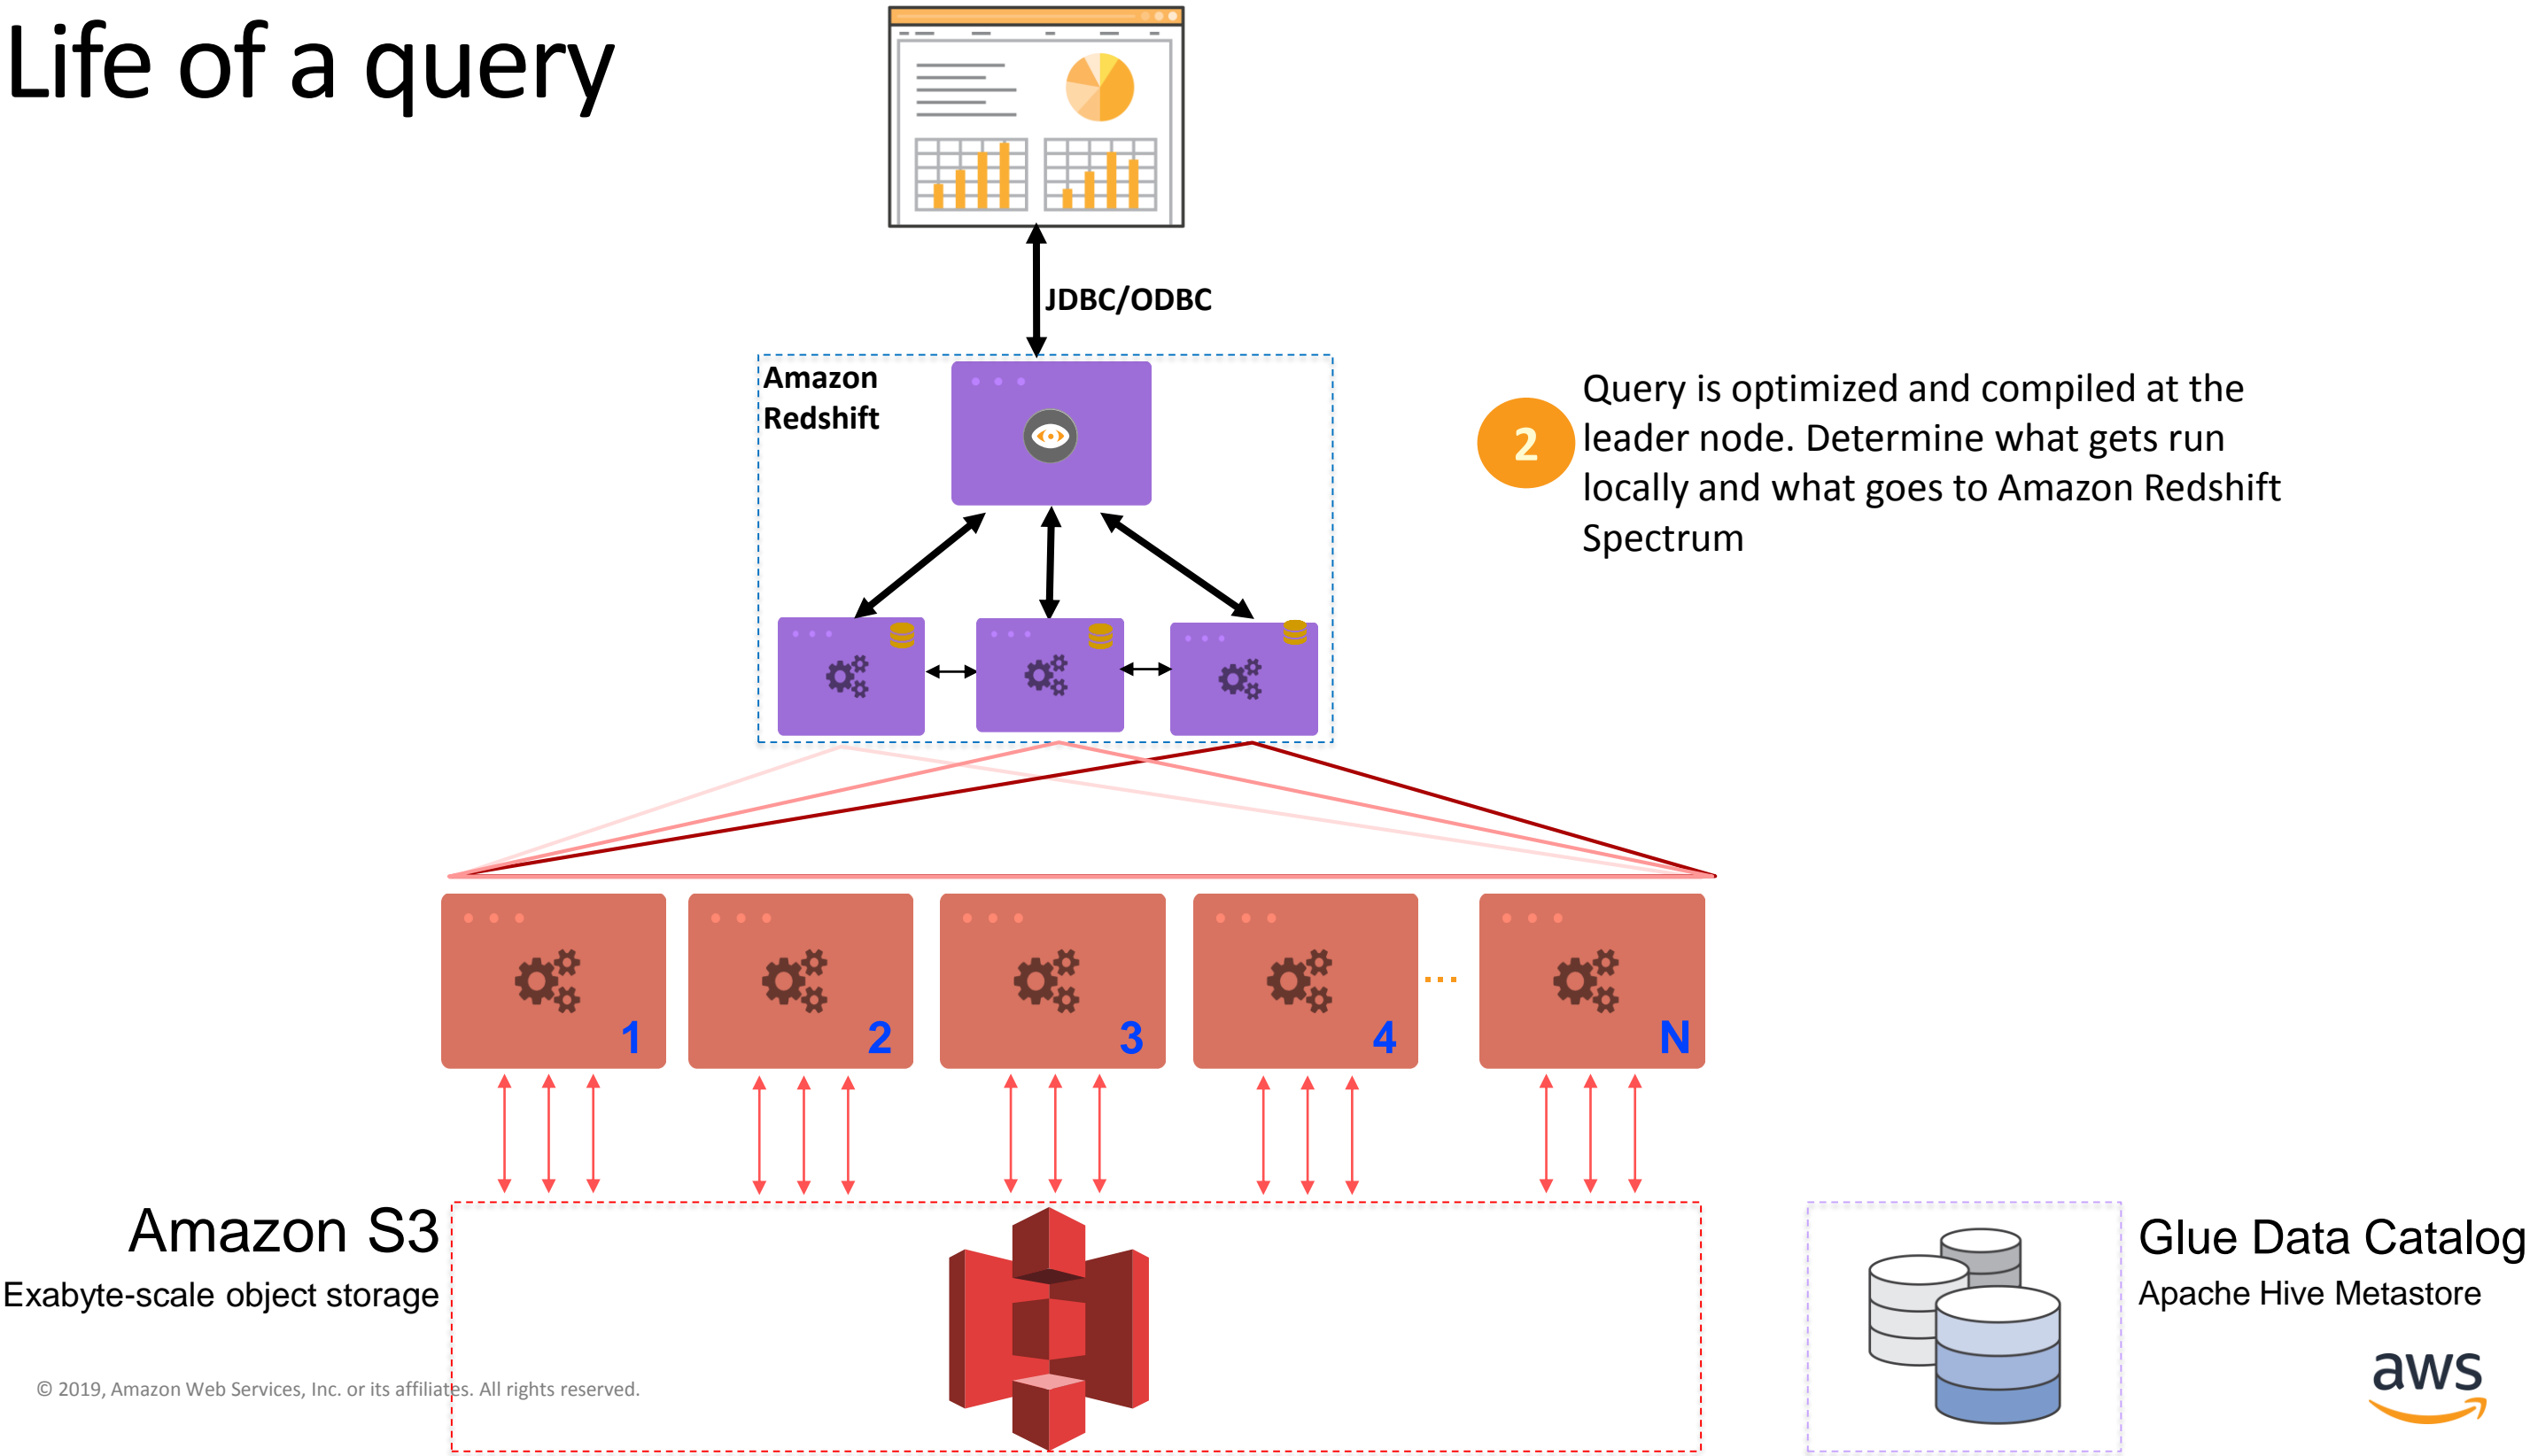 Life of a query
JDBC/ODBC
Amazon
Redshift
2
Query is optimized and compiled at the
leader node. Determine what gets run
locally and what goes to Amazon Redshift
Spectrum
1
2
3
4
...
N
Amazon S3
Exabyte-scale object storage
Glue Data Catalog
Apache Hive Metastore
© 2019, Amazon Web Services, Inc. or its affiliates. All rights reserved.
aws